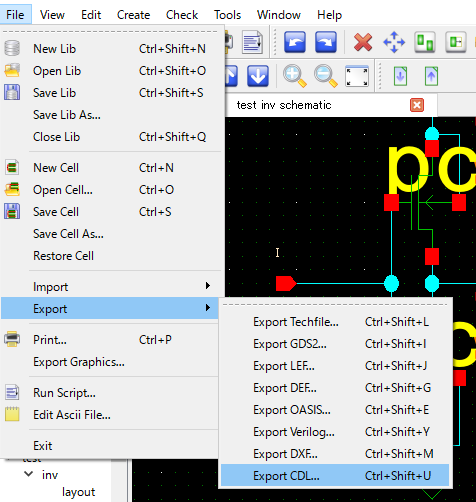 File View Edit Create Check Tools Window Help
New Lib Ctrl+Shift+N
Open Lib Ctrl+Shift+O
Save Lib Ctrl+Shift+S
Save Lib As...
Close Lib Ctrl+Shift+Q
New Cell Ctrl+N
Open Cell... Ctrl+O
Save Cell Ctrl+S
Save Cell As...
Restore Cell
Import
Export
Print... Ctrl+P
Export Graphics...
Run Script...
Edit Ascii File...
Exit
test inv schematic
pc
Export Techfile... Ctrl+Shift+L
Export GDS2... Ctrl+Shift+I
Export LEF... Ctrl+Shift+J
Export DEF... Ctrl+Shift+G
Export OASIS... Ctrl+Shift+E
Export Verilog... Ctrl+Shift+Y
Export DXF... Ctrl+Shift+M
Export CDL... Ctrl+Shift+U
test
inv
layout